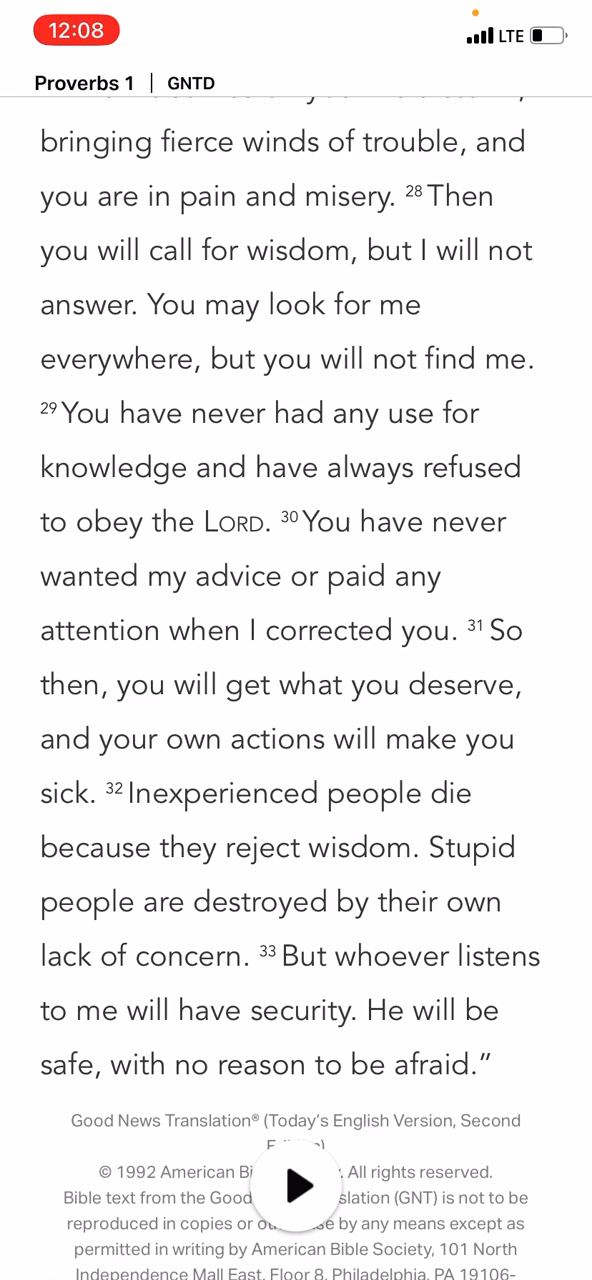 12:08
LTE
Proverbs 1 | GNTD
bringing fierce winds of trouble, and
you are in pain and misery. 28 Then
you will call for wisdom, but I will not
answer. You may look for me
everywhere, but you will not find me.
29 You have never had any use for
knowledge and have always refused
to obey the LORD. 30 You have never
wanted my advice or paid any
attention when I corrected you. 31 So
then, you will get what you deserve,
and your own actions will make you
sick. 32 Inexperienced people die
because they reject wisdom. Stupid
people are destroyed by their own
lack of concern. 33 But whoever listens
to me will have security. He will be
safe, with no reason to be afraid.”
Good News Translation® (Today’s English Version, Second
© 1992 American All rights reserved.
Bible text from the Good (GNT) is not to be
reproduced in copies or by any means except as
permitted in writing by American Bible Society, 101 North
Independence Mall East, Floor 8, Philadelphia, PA 19106-